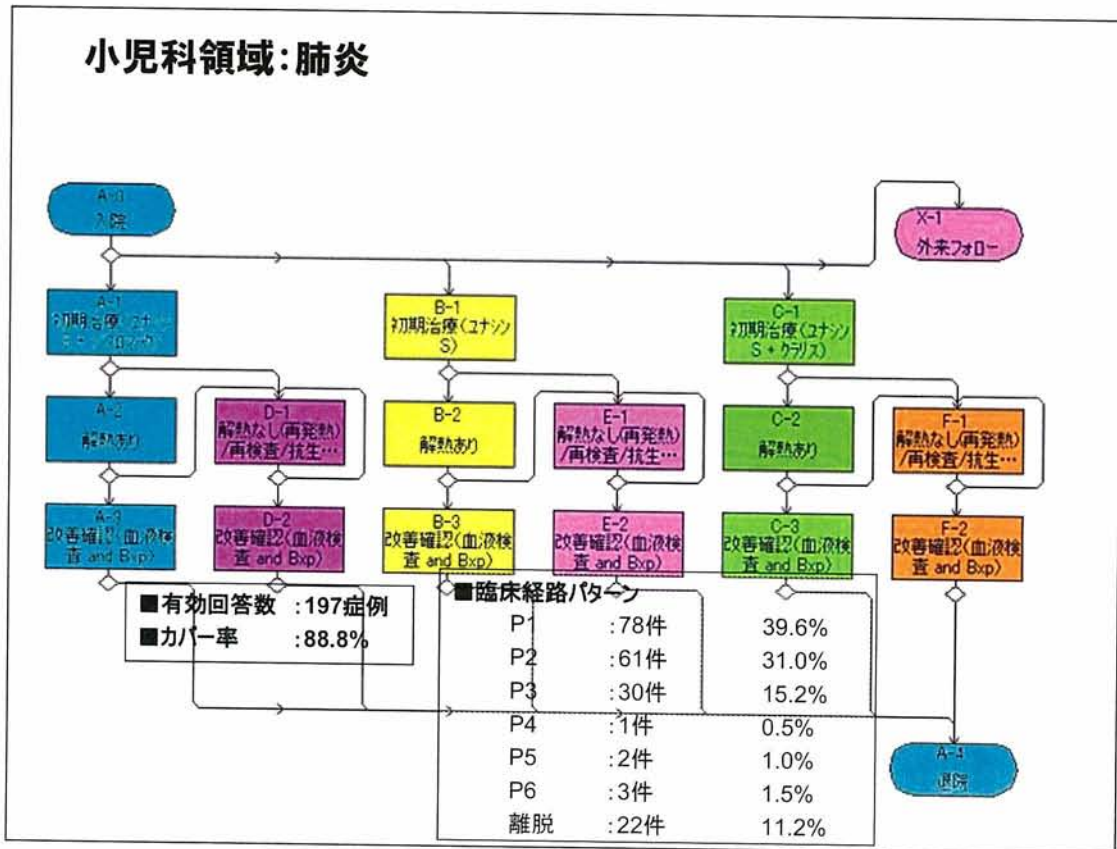 小児科領域:肺炎
A-0
入院
X-1
外来フォロー
A-1
初期治療(ユナシン
B-1
初期治療(ユナシン
S)
C-1
初期治療(ユナシン
S + クラリス)
A-2
解熱あり
D-1
解熱なし(再発熱)
/再検査/抗生…
B-2
解熱あり
E-1
解熱なし(再発熱)
/再検査/抗生…
C-2
解熱あり
F-1
解熱なし(再発熱)
/再検査/抗生…
A-3
改善確認(血液検
査 and Bxp)
D-2
改善確認(血液検
査 and Bxp)
B-3
改善確認(血液検
査 and Bxp)
E-2
改善確認(血液検
査 and Bxp)
C-3
改善確認(血液検
査 and Bxp)
F-2
改善確認(血液検
査 and Bxp)
■有効回答数 :197症例
■カバー率 :88.8%
■臨床経路パターン
P1 :78件 39.6%
P2 :61件 31.0%
P3 :30件 15.2%
P4 :1件 0.5%
P5 :2件 1.0%
P6 :3件 1.5%
離脱 :22件 11.2%
A-4
退院